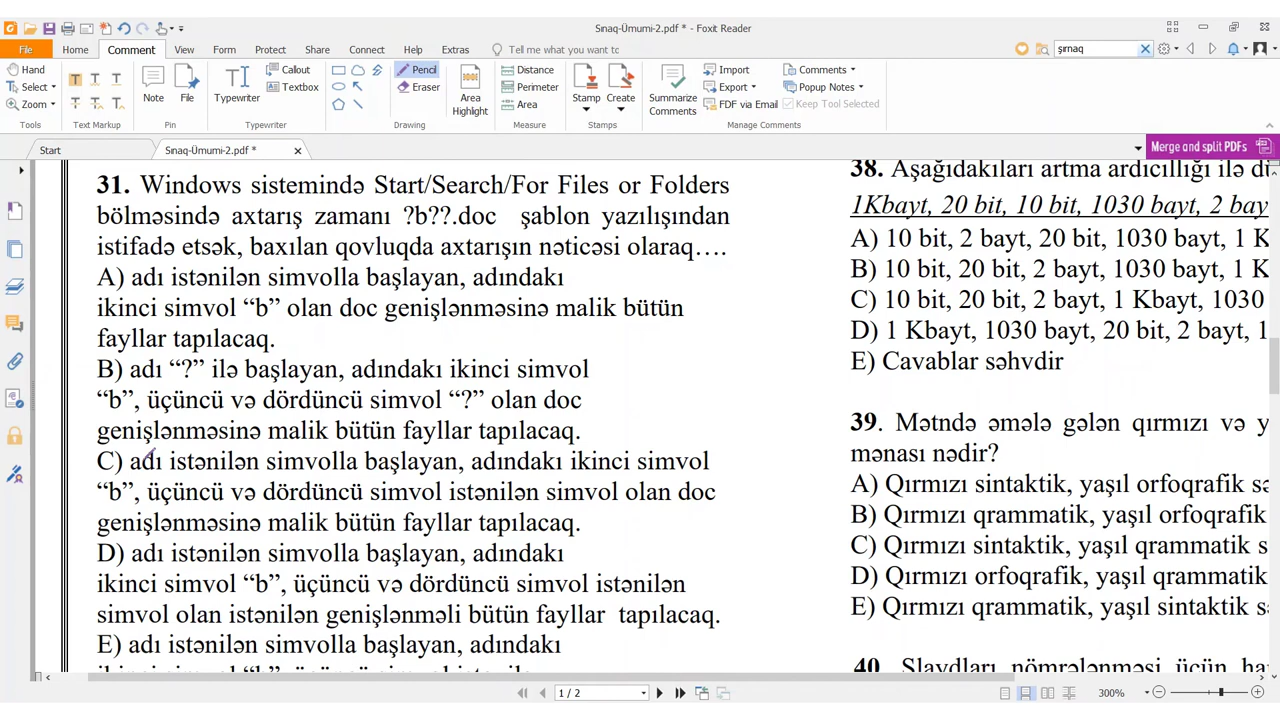 Sınaq-Ümumi-2.pdf * - Foxit Reader
File Home Comment View Form Protect Share Connect Help Extras Tell me what you want to
şırnaq
Hand
Select
Zoom
Tools
Text Markup
Note
File
Pin
Typewriter
Callout
Textbox
Typewriter
Pencil
Eraser
Drawing
Area Highlight
Distance
Perimeter
Area
Measure
Stamp
Create
Stamps
Summarize Comments
Import
Export
FDF via Email
Comments
Popup Notes
Keep Tool Selected
Manage Comments
Start
Sınaq-Ümumi-2.pdf *
Merge and split PDFs
31. Windows sistemində Start/Search/For Files or Folders
bölməsində axtarış zamanı ?b??.doc şablon yazılışından
istifadə etsək, baxılan qovluqda axtarışın nəticəsi olaraq….
A) adı istənilən simvolla başlayan, adındakı
ikinci simvol “b” olan doc genişlənməsinə malik bütün
fayllar tapılacaq.
B) adı “?” ilə başlayan, adındakı ikinci simvol
“b”, üçüncü və dördüncü simvol “?” olan doc
genişlənməsinə malik bütün fayllar tapılacaq.
C) adı istənilən simvolla başlayan, adındakı ikinci simvol
“b”, üçüncü və dördüncü simvol istənilən simvol olan doc
genişlənməsinə malik bütün fayllar tapılacaq.
D) adı istənilən simvolla başlayan, adındakı
ikinci simvol “b”, üçüncü və dördüncü simvol istənilən
simvol olan istənilən genişlənməli bütün fayllar tapılacaq.
E) adı istənilən simvolla başlayan, adındakı
38. Aşağıdakıları artma ardıcıllığı ilə dü
1Kbayt, 20 bit, 10 bit, 1030 bayt, 2 bay
A) 10 bit, 2 bayt, 20 bit, 1030 bayt, 1 K
B) 10 bit, 20 bit, 2 bayt, 1030 bayt, 1 K
C) 10 bit, 20 bit, 2 bayt, 1 Kbayt, 1030
D) 1 Kbayt, 1030 bayt, 20 bit, 2 bayt, 1
E) Cavablar səhvdir
39. Mətndə əmələ gələn qırmızı və y
mənası nədir?
A) Qırmızı sintaktik, yaşıl orfoqrafik sə
B) Qırmızı qrammatik, yaşıl orfoqrafik
C) Qırmızı sintaktik, yaşıl qrammatik s
D) Qırmızı orfoqrafik, yaşıl qrammatik
E) Qırmızı qrammatik, yaşıl sintaktik sə
40. Slaydları nömrələnməsi üçün ha
1 / 2
300%